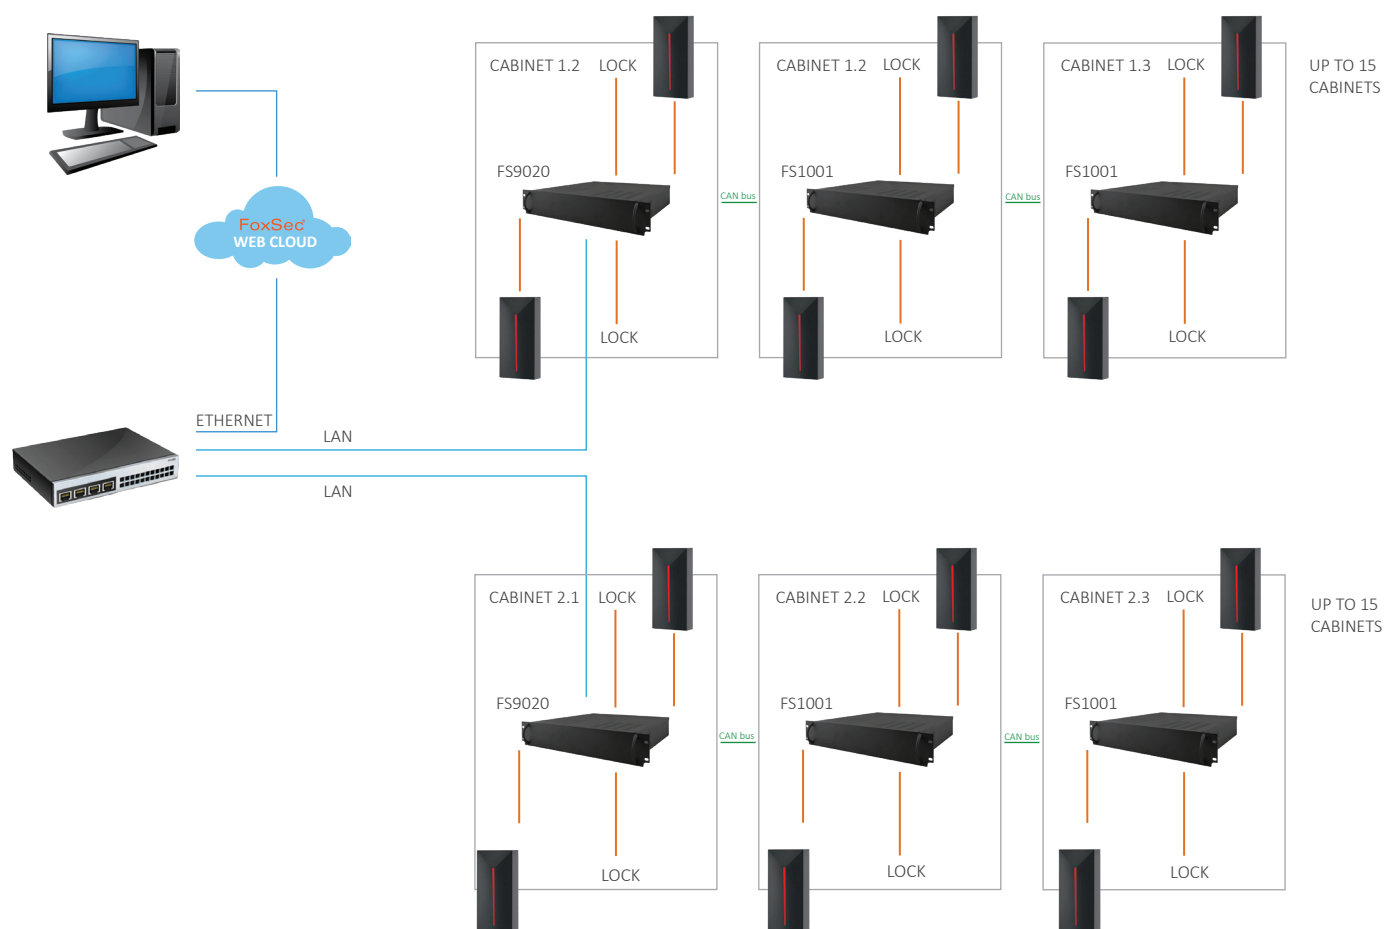 CABINET 1.2 LOCK
CABINET 1.2 LOCK
CABINET 1.3 LOCK
UP TO 15
CABINETS
FS9020
FS1001
FS1001
CAN bus
CAN bus
FoxSec®
WEB CLOUD
LOCK
LOCK
LOCK
ETHERNET
LAN
LAN
CABINET 2.1 LOCK
CABINET 2.2 LOCK
CABINET 2.3 LOCK
UP TO 15
CABINETS
FS9020
FS1001
FS1001
CAN bus
CAN bus
LOCK
LOCK
LOCK